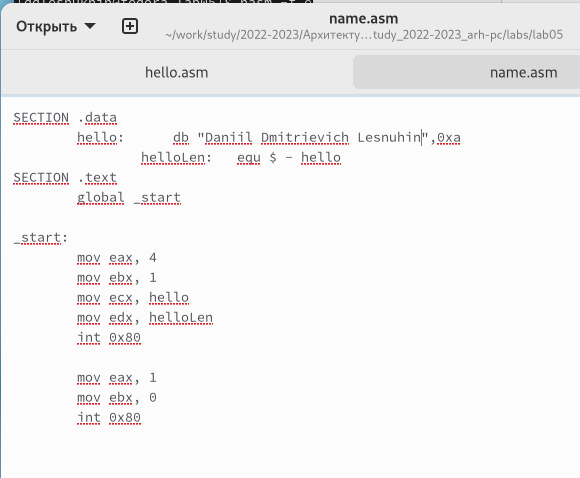 name.asm
Открыть
~/work/study/2022-2023/Архитекту…tudy_2022-2023_arh-pc/labs/lab05
hello.asm name.asm
SECTION .data
hello: db "Daniil Dmitrievich Lesnuhin",0xa
helloLen: equ $ - hello
SECTION .text
global _start
_start:
mov eax, 4
mov ebx, 1
mov ecx, hello
mov edx, helloLen
int 0x80
mov eax, 1
mov ebx, 0
int 0x80